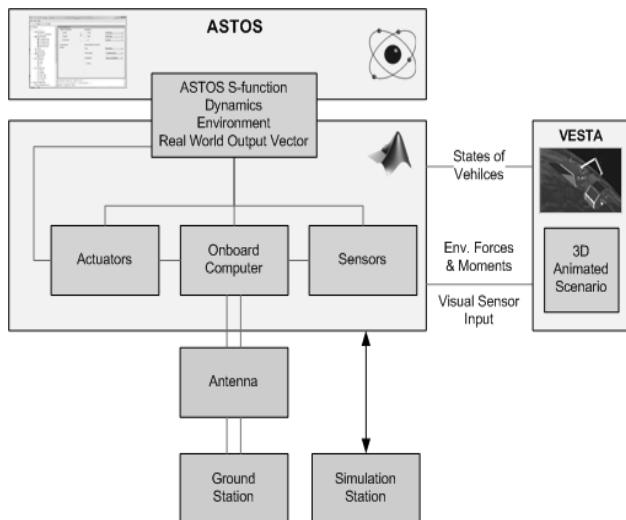 ASTOS
ASTOS S-function
Dynamics
Environment
Real World Output Vector
Actuators
Onboard
Computer
Sensors
States of
Vehilces
Env. Forces
& Moments
Visual Sensor
Input
VESTA
3D
Animated
Scenario
Antenna
Ground
Station
Simulation
Station